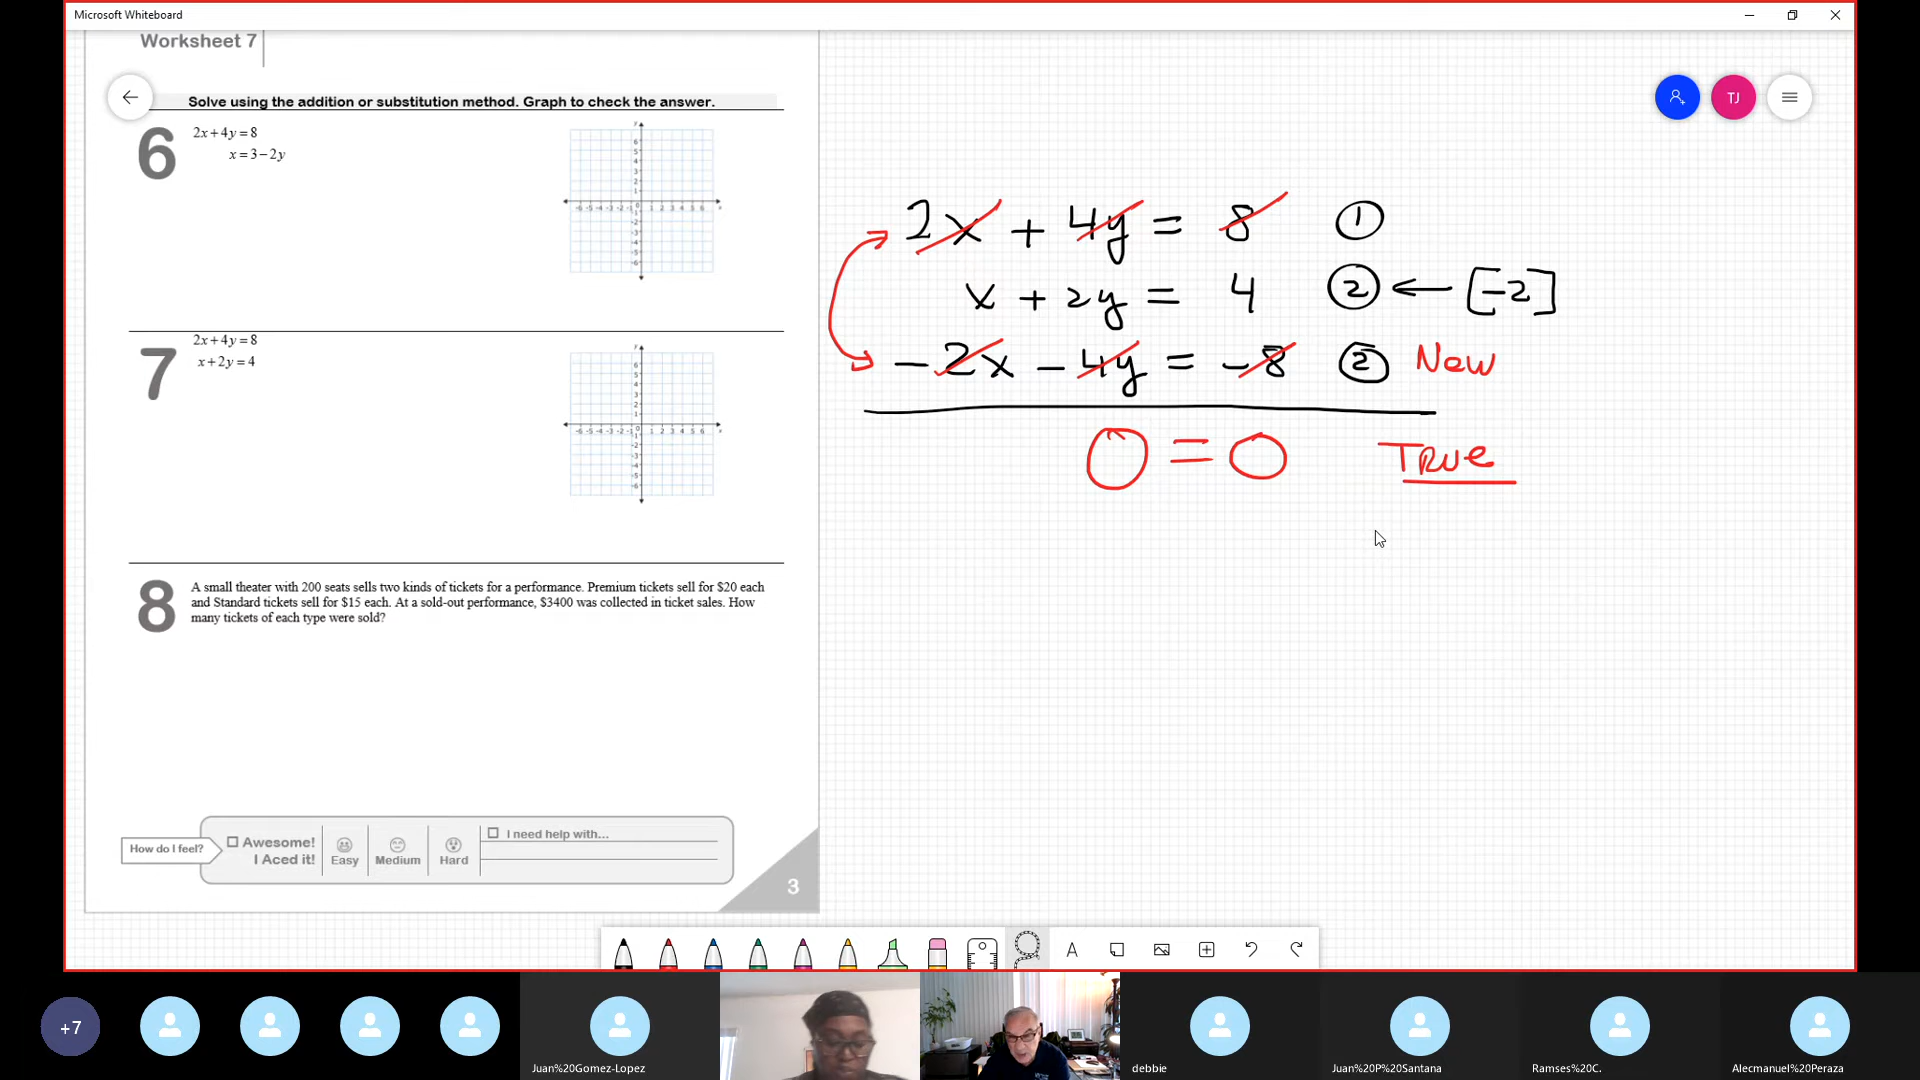 Microsoft Whiteboard
Worksheet 7
Solve using the addition or substitution method. Graph to check the answer.
6
2x+4y=8
x=3−2y
7
2x+4y=8
x+2y=4
8
A small theater with 200 seats sells two kinds of tickets for a performance. Premium tickets sell for $20 each
and Standard tickets sell for $15 each. At a sold-out performance, $3400 was collected in ticket sales. How
many tickets of each type were sold?
How do I feel?
Awesome!
I Aced it!
Easy
Medium
Hard
I need help with...
3
2x + 4y = 8 ①
x + 2y = 4 ② ← [-2]
-2x - 4y = -8 ② New
0 = 0 True
TJ
A
+7
Juan%20Gomez-Lopez
debbie
Juan%20P%20Santana
Ramses%20C.
Alecmanuel%20Peraza